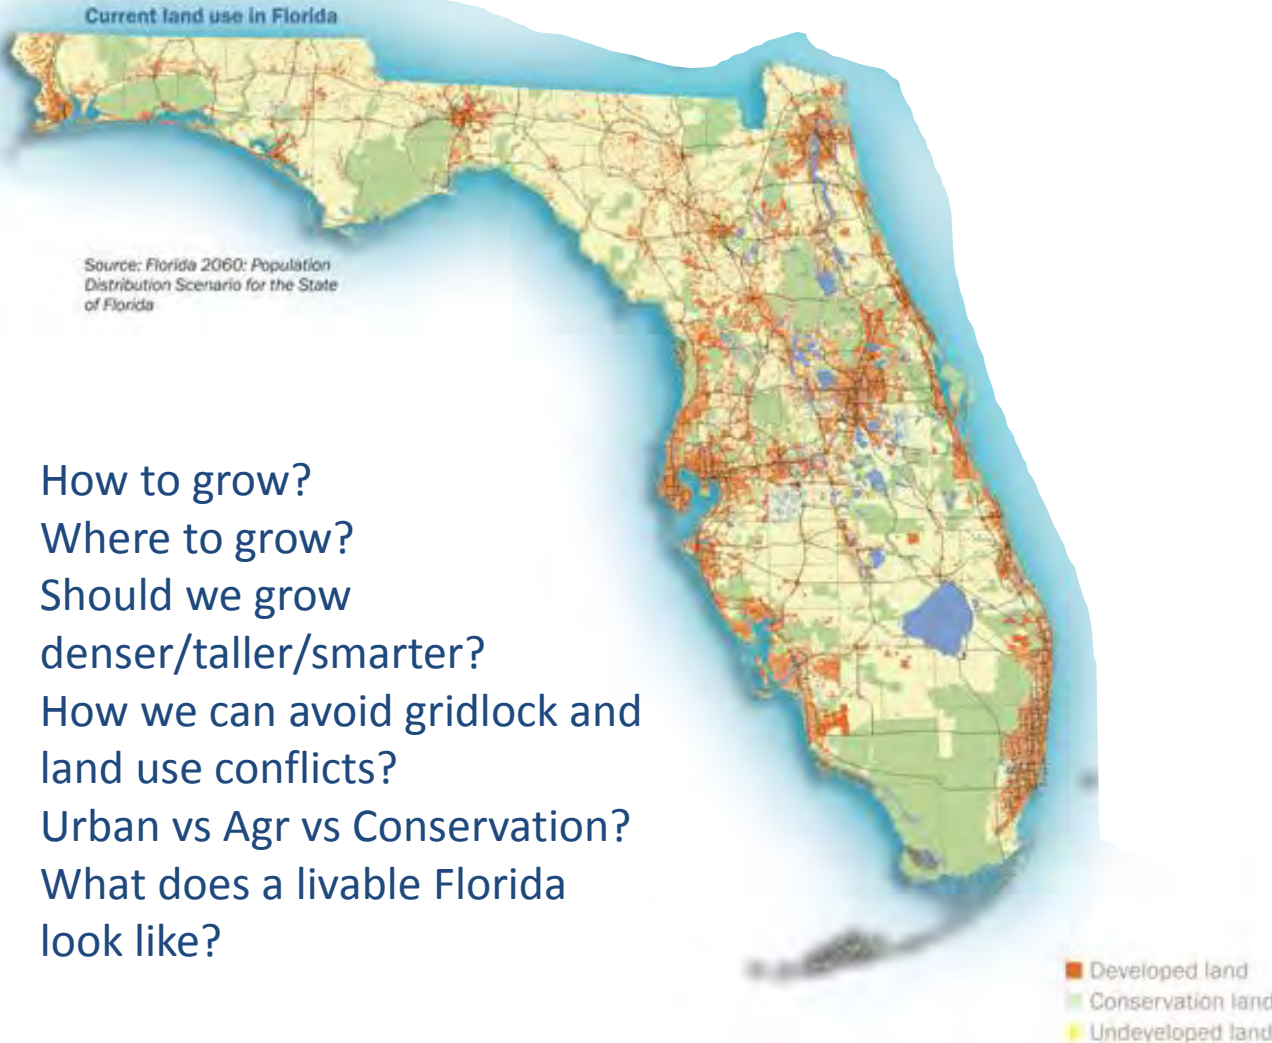 Current land use in Florida
Source: Florida 2060: Population
Distribution Scenario for the State
of Florida
How to grow?
Where to grow?
Should we grow
denser/taller/smarter?
How we can avoid gridlock and
land use conflicts?
Urban vs Agr vs Conservation?
What does a livable Florida
look like?
Developed land
Conservation land
Undeveloped land